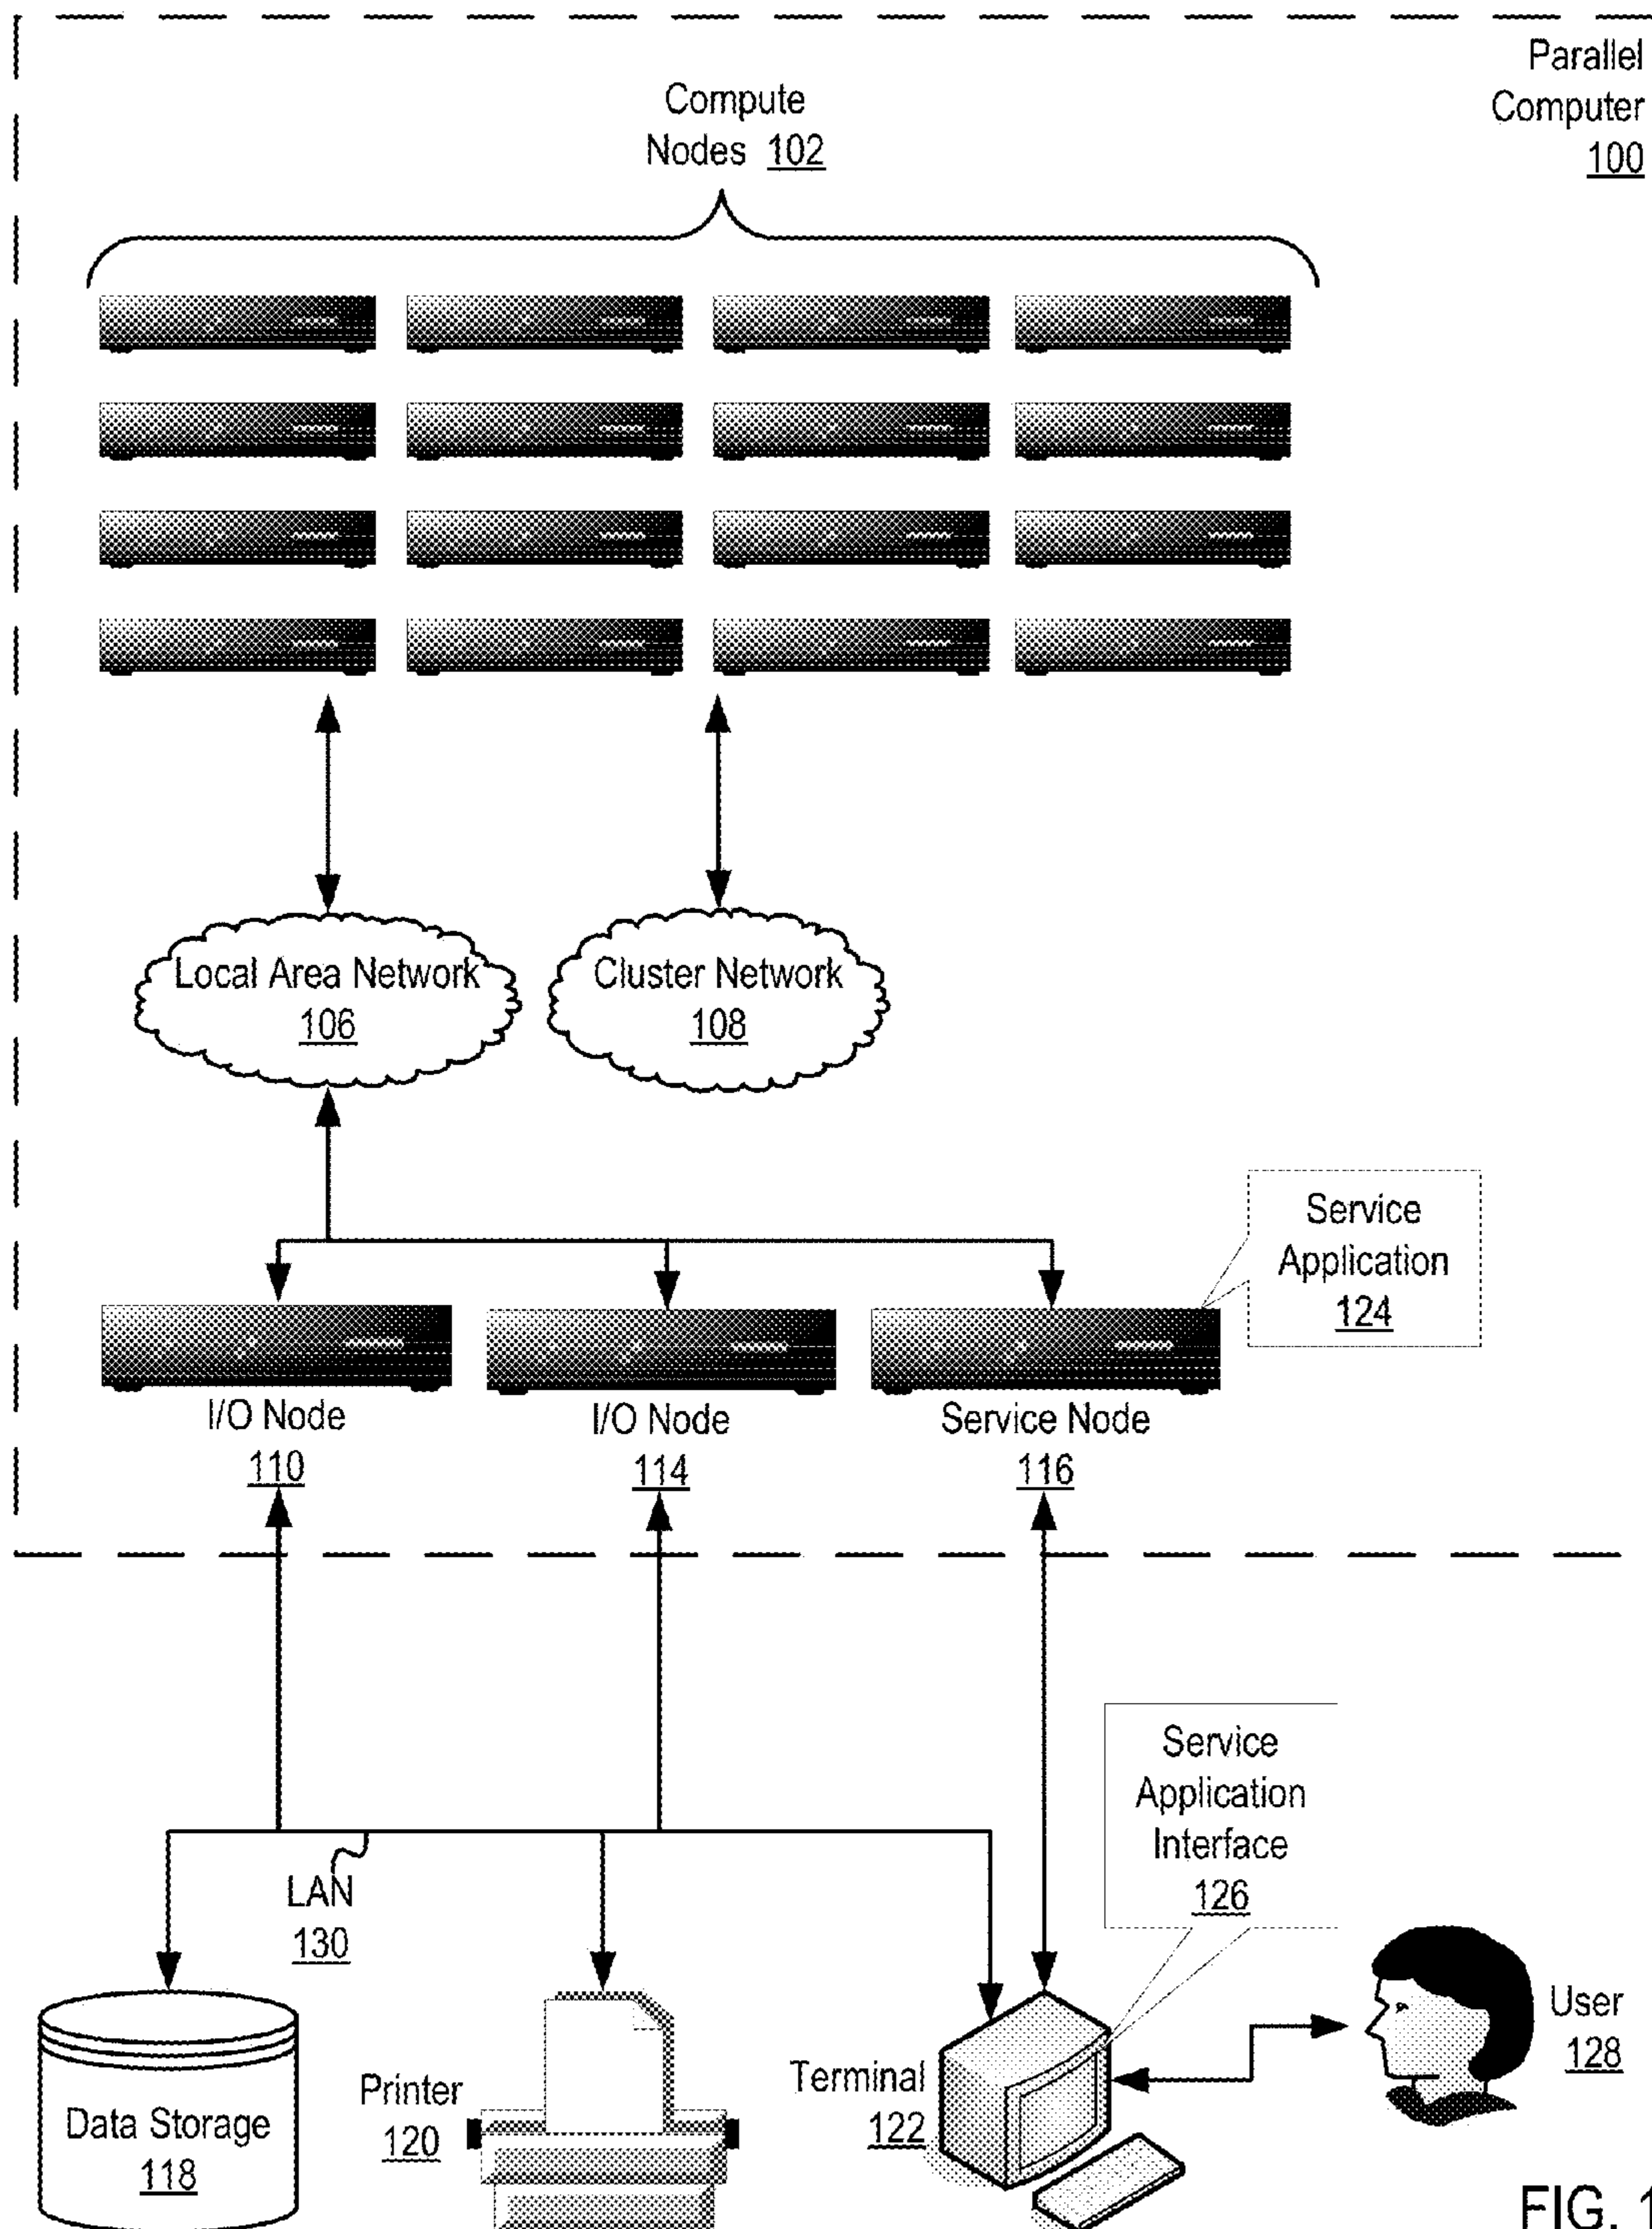 Parallel
Computer
100
Compute
Nodes 102
Local Area Network
106
Cluster Network
108
Service
Application
124
I/O Node
110
I/O Node
114
Service Node
116
Service
Application
Interface
126
LAN
130
User
128
Printer
120
Terminal
122
Data Storage
118
FIG. 1